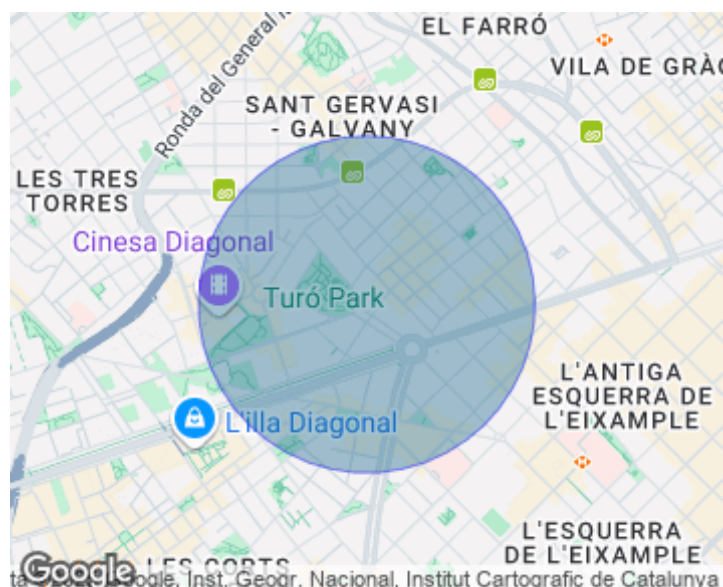 EL FARRÓ
VILA DE GRÀC
Ronda del General
SANT GERVASI
- GALVANY
LES TRES
TORRES
Cinesa Diagonal
Turó Park
L'illa Diagonal
L'ANTIGA
ESQUERRA DE
L'EIXAMPLE
L'ESQUERRA
DE L'EIXAMPLE
LES CORTS
Google
Google, Inst. Geogr. Nacional, Institut Cartografic de Catalunya